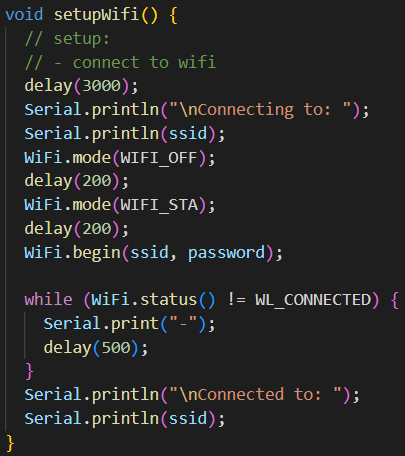 void setupWifi() {
  // setup:
  // - connect to wifi
  delay(3000);
  Serial.println("\nConnecting to: ");
  Serial.println(ssid);
  WiFi.mode(WIFI_OFF);
  delay(200);
  WiFi.mode(WIFI_STA);
  delay(200);
  WiFi.begin(ssid, password);

  while (WiFi.status() != WL_CONNECTED) {
    Serial.print("-");
    delay(500);
  }
  Serial.println("\nConnected to: ");
  Serial.println(ssid);
}